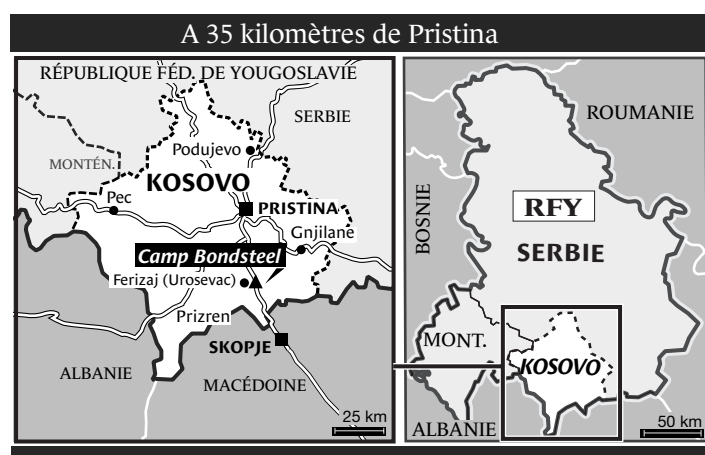 A 35 kilomètres de Pristina
RÉPUBLIQUE FÉD. DE YOUGOSLAVIE
SERBIE
Podujevo
MONTÉN.
KOSOVO
Pec
PRISTINA
Gnjilane
Camp Bondsteel
Ferizaj (Urosevac)
Prizren
SKOPJE
ALBANIE
MACÉDOINE
25 km
ROUMANIE
BOSNIE
RFY
SERBIE
MONT.
KOSOVO
ALBANIE
50 km